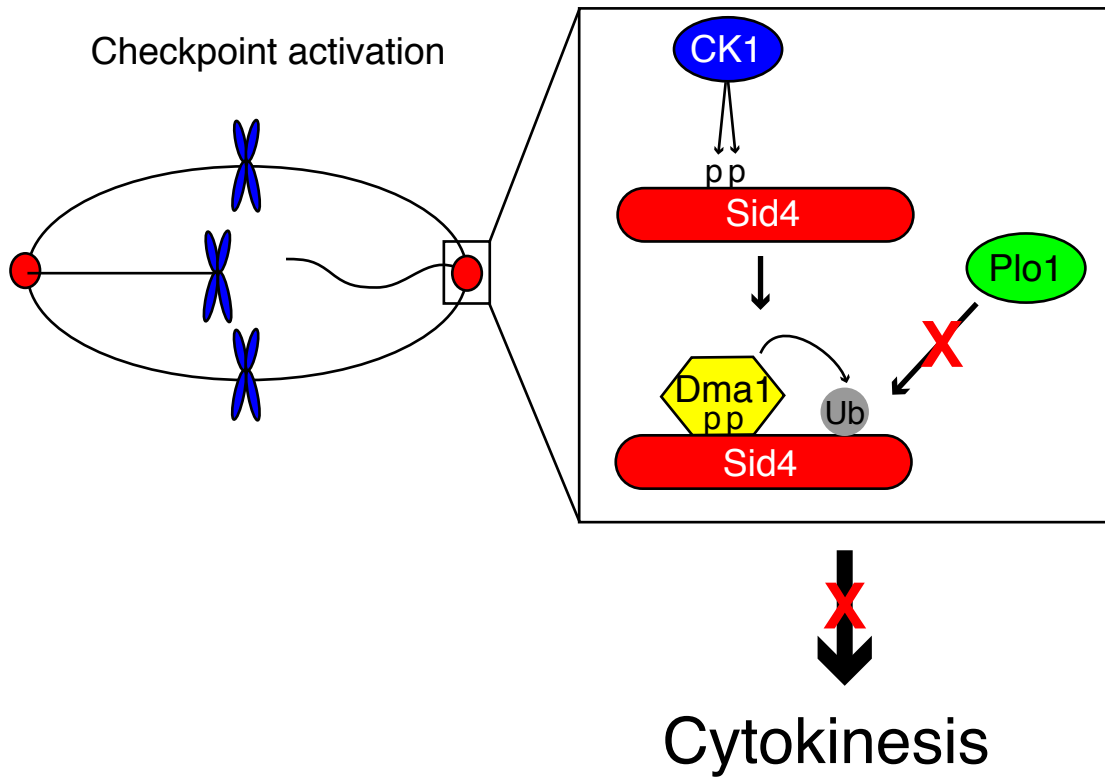 Checkpoint activation
CK1
p p
Sid4
Plo1
X
Dma1
p p
Ub
Sid4
X
Cytokinesis